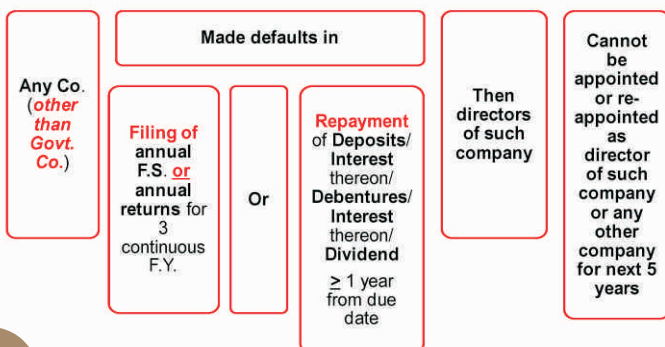 Any Co.
(other
than
Govt.
Co.)
Made defaults in
Filing of
annual
F.S. or
annual
returns for
3
continuous
F.Y.
Or
Repayment
of Deposits/
Interest
thereon/
Debentures/
Interest
thereon/
Dividend
≥ 1 year
from due
date
Then
directors
of such
company
Cannot
be
appointed
or re-
appointed
as
director
of such
company
or any
other
company
for next 5
years